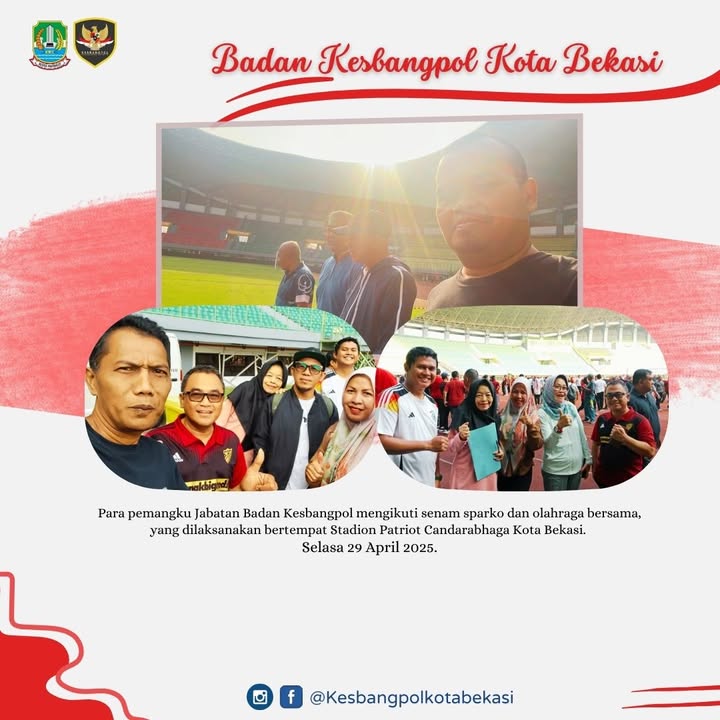 Badan Kesbangpol Kota Bekasi
Para pemangku Jabatan Badan Kesbangpol mengikuti senam sparko dan olahraga bersama,
yang dilaksanakan bertempat Stadion Patriot Candarabhaga Kota Bekasi.
Selasa 29 April 2025.
@Kesbangpolkotabekasi